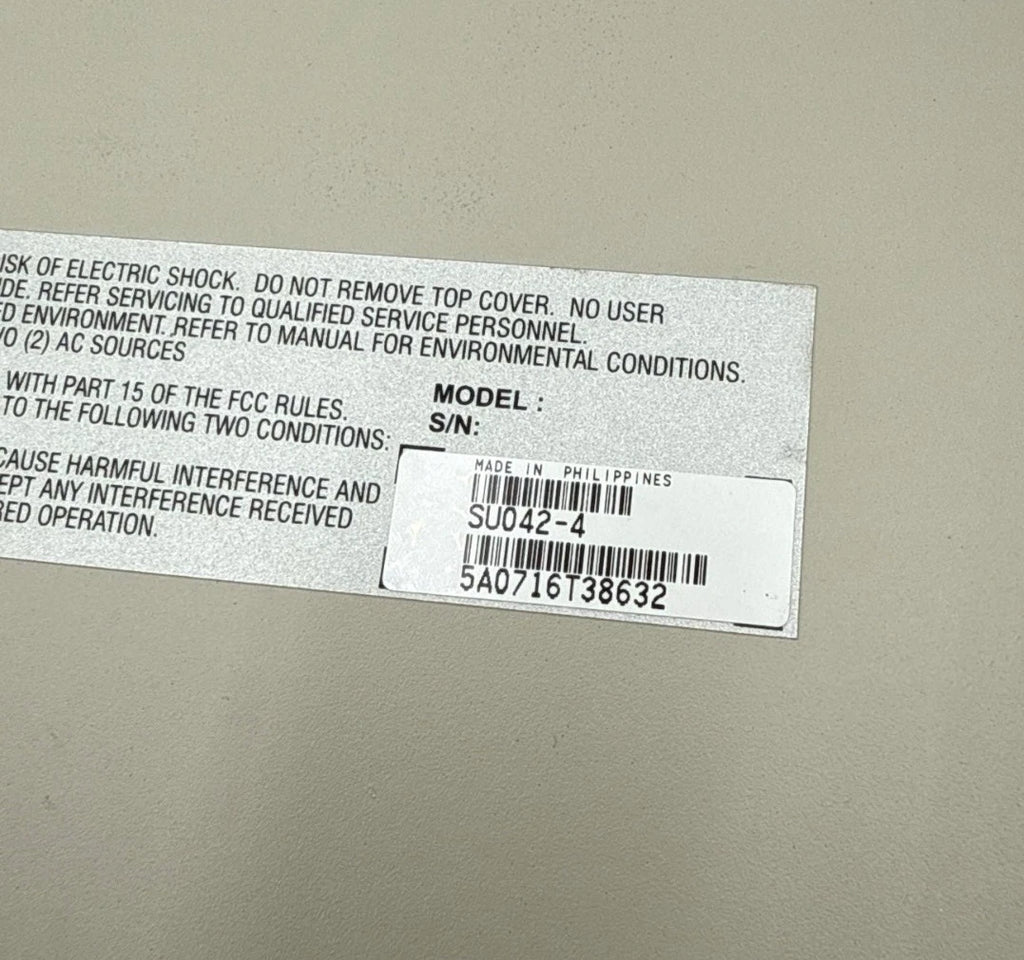 ISK OF ELECTRIC SHOCK. DO NOT REMOVE TOP COVER. NO USER
DE. REFER SERVICING TO QUALIFIED SERVICE PERSONNEL.
D ENVIRONMENT. REFER TO MANUAL FOR ENVIRONMENTAL CONDITIONS.
O (2) AC SOURCES
WITH PART 15 OF THE FCC RULES.
TO THE FOLLOWING TWO CONDITIONS:
CAUSE HARMFUL INTERFERENCE AND
EPT ANY INTERFERENCE RECEIVED
RED OPERATION.
MODEL :
S/N:
MADE IN PHILIPPINES
SU042-4
5A0716T38632